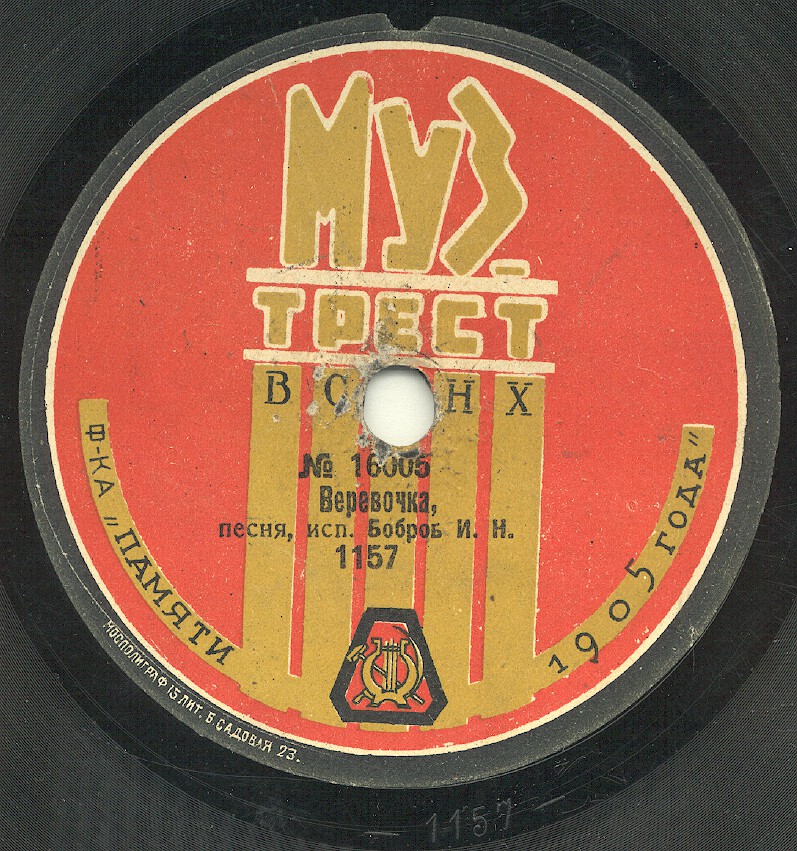 МУЗ
ТРЕСТ
ВСНХ
№ 16005
Веревочка,
песня, исп. Бобров И. Н.
1157
Ф-КА „ПАМЯТИ 1905 ГОДА"
МОСПОЛИГРАФ 15 ЛИТ. Б. САДОВАЯ 23.
— 1157 —